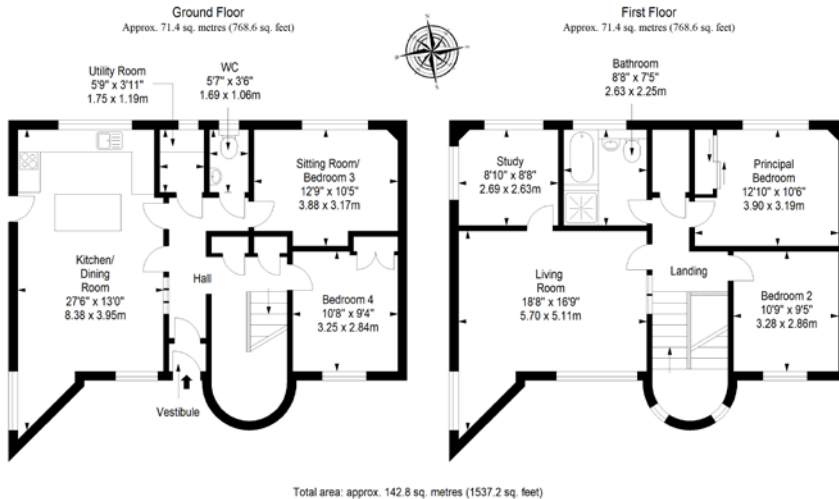 Ground Floor
Approx. 71.4 sq. metres (768.6 sq. feet)
Utility Room
5'9" x 3'11"
1.75 x 1.19m
WC
5'7" x 3'6"
1.69 x 1.06m
Sitting Room/
Bedroom 3
12'9" x 10'5"
3.88 x 3.17m
Kitchen/
Dining
Room
27'6" x 13'0"
8.38 x 3.95m
Hall
Bedroom 4
10'8" x 9'4"
3.25 x 2.84m
Vestibule
First Floor
Approx. 71.4 sq. metres (768.6 sq. feet)
Bathroom
8'8" x 7'5"
2.63 x 2.25m
Study
8'10" x 8'8"
2.69 x 2.63m
Principal
Bedroom
12'10" x 10'6"
3.90 x 3.19m
Living
Room
18'8" x 16'9"
5.70 x 5.11m
Landing
Bedroom 2
10'9" x 9'5"
3.28 x 2.86m
Total area: approx. 142.8 sq. metres (1537.2 sq. feet)